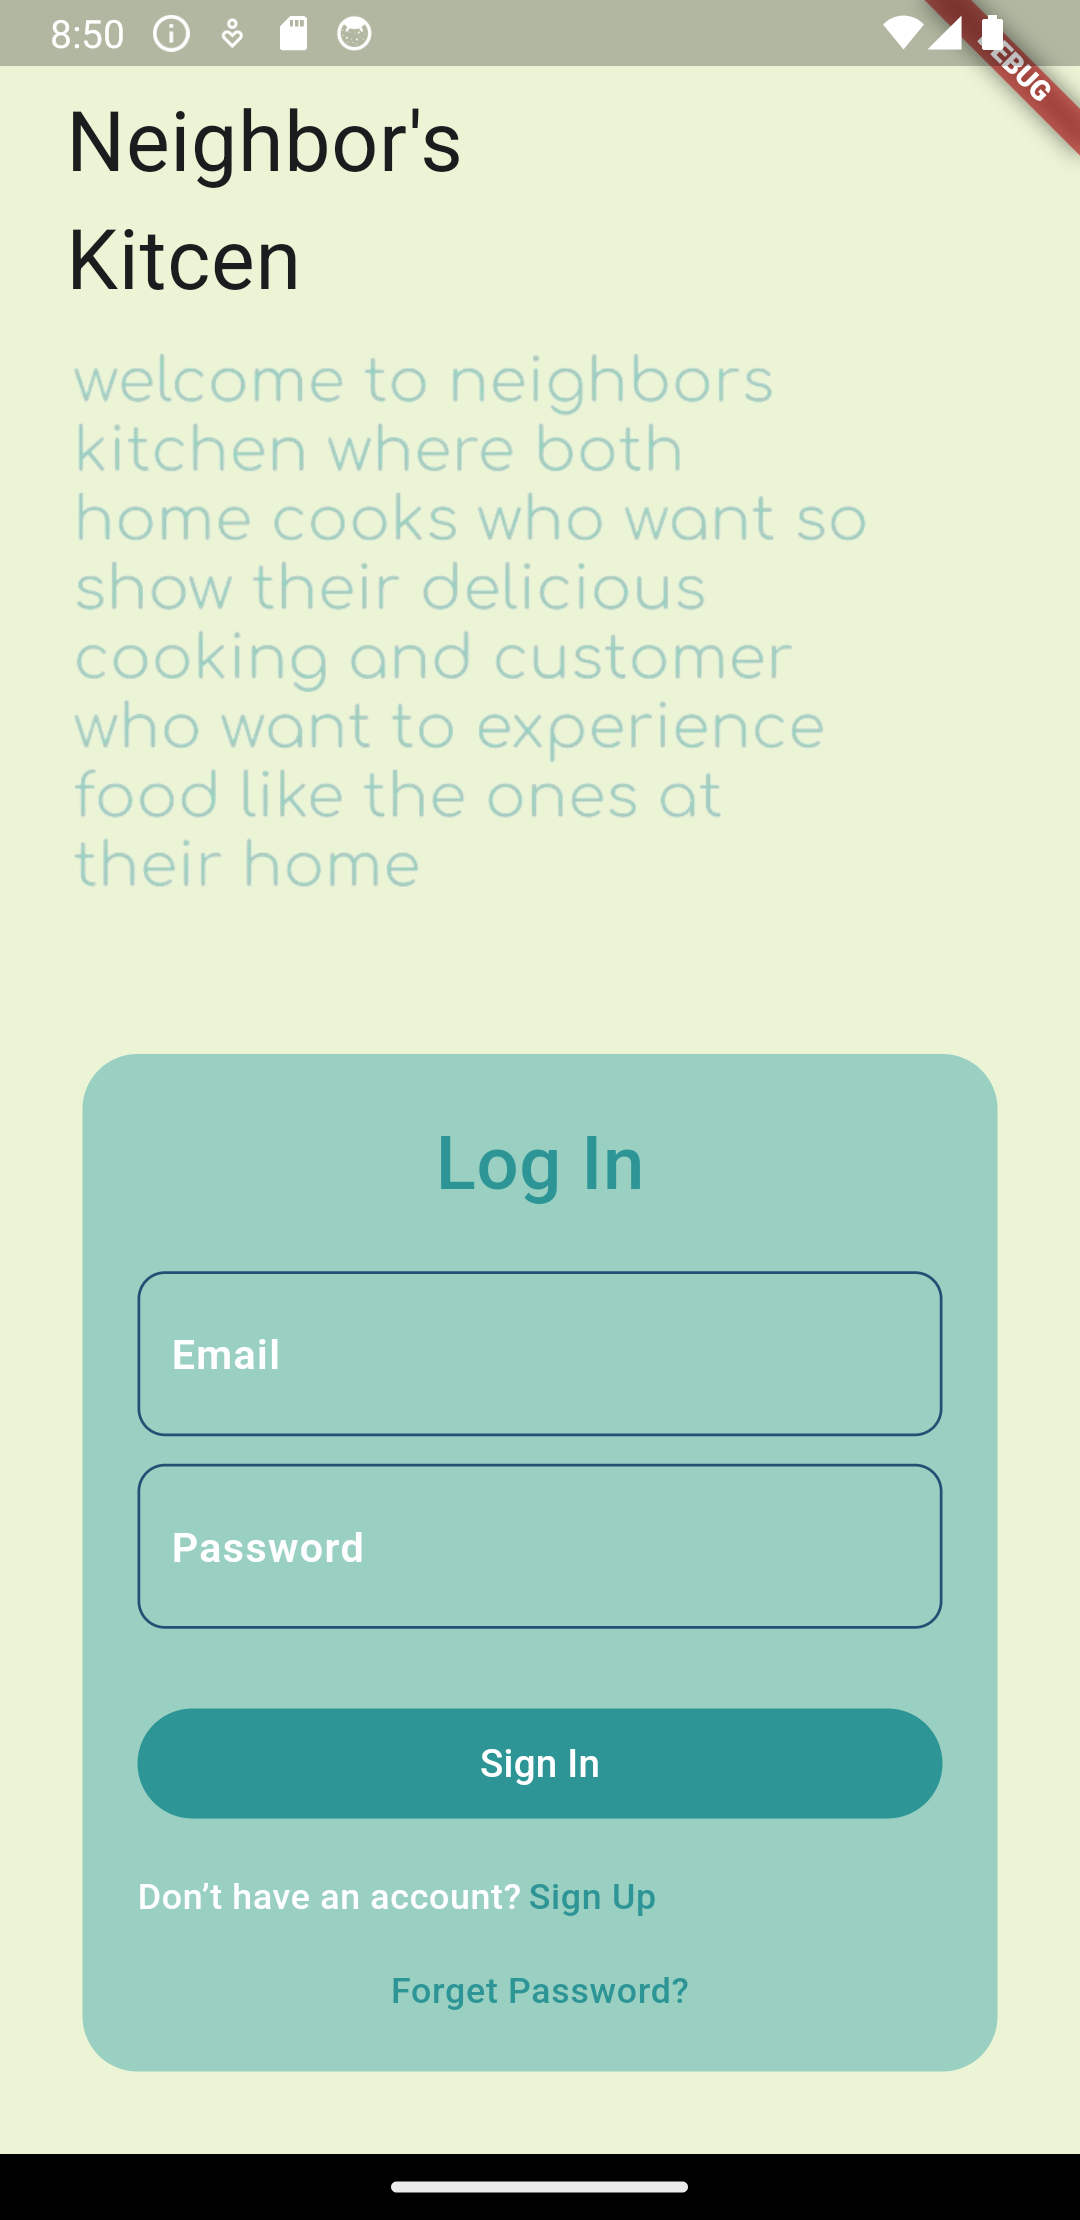 8:50
DEBUG
Neighbor's
Kitcen
welcome to neighbors
kitchen where both
home cooks who want so
show their delicious
cooking and customer
who want to experience
food like the ones at
their home
Log In
Email
Password
Sign In
Don’t have an account? Sign Up
Forget Password?